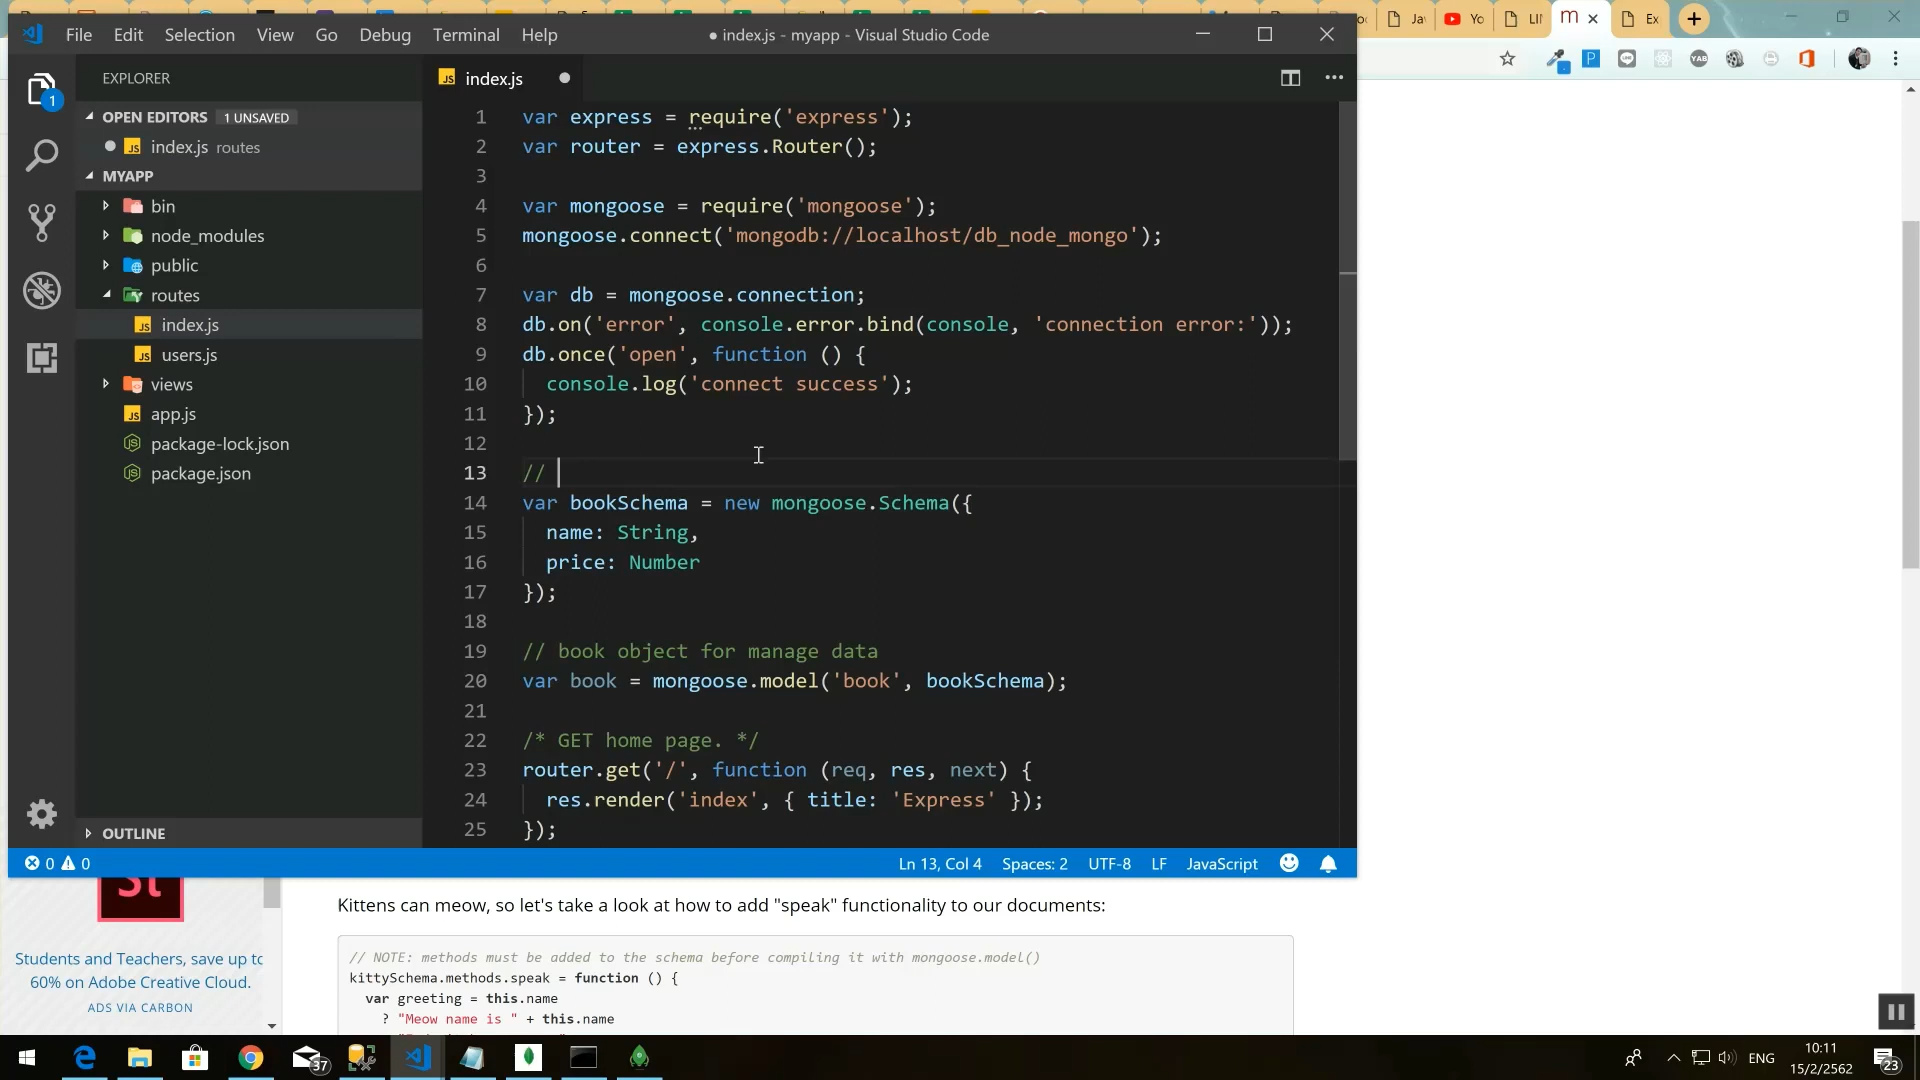 File Edit Selection View Go Debug Terminal Help
● index.js - myapp - Visual Studio Code
EXPLORER
OPEN EDITORS 1 UNSAVED
index.js routes
MYAPP
bin
node_modules
public
routes
index.js
users.js
views
app.js
package-lock.json
package.json
OUTLINE
index.js
1 var express = require('express');
2 var router = express.Router();
3
4 var mongoose = require('mongoose');
5 mongoose.connect('mongodb://localhost/db_node_mongo');
6
7 var db = mongoose.connection;
8 db.on('error', console.error.bind(console, 'connection error:'));
9 db.once('open', function () {
10 console.log('connect success');
11 });
12
13 //
14 var bookSchema = new mongoose.Schema({
15 name: String,
16 price: Number
17 });
18
19 // book object for manage data
20 var book = mongoose.model('book', bookSchema);
21
22 /* GET home page. */
23 router.get('/', function (req, res, next) {
24 res.render('index', { title: 'Express' });
25 });
0 0
Ln 13, Col 4 Spaces: 2 UTF-8 LF JavaScript
St
Students and Teachers, save up to
60% on Adobe Creative Cloud.
ADS VIA CARBON
Kittens can meow, so let's take a look at how to add "speak" functionality to our documents:
// NOTE: methods must be added to the schema before compiling it with mongoose.model()
kittySchema.methods.speak = function () {
var greeting = this.name
? "Meow name is " + this.name
37
ENG
10:11
15/2/2562
23